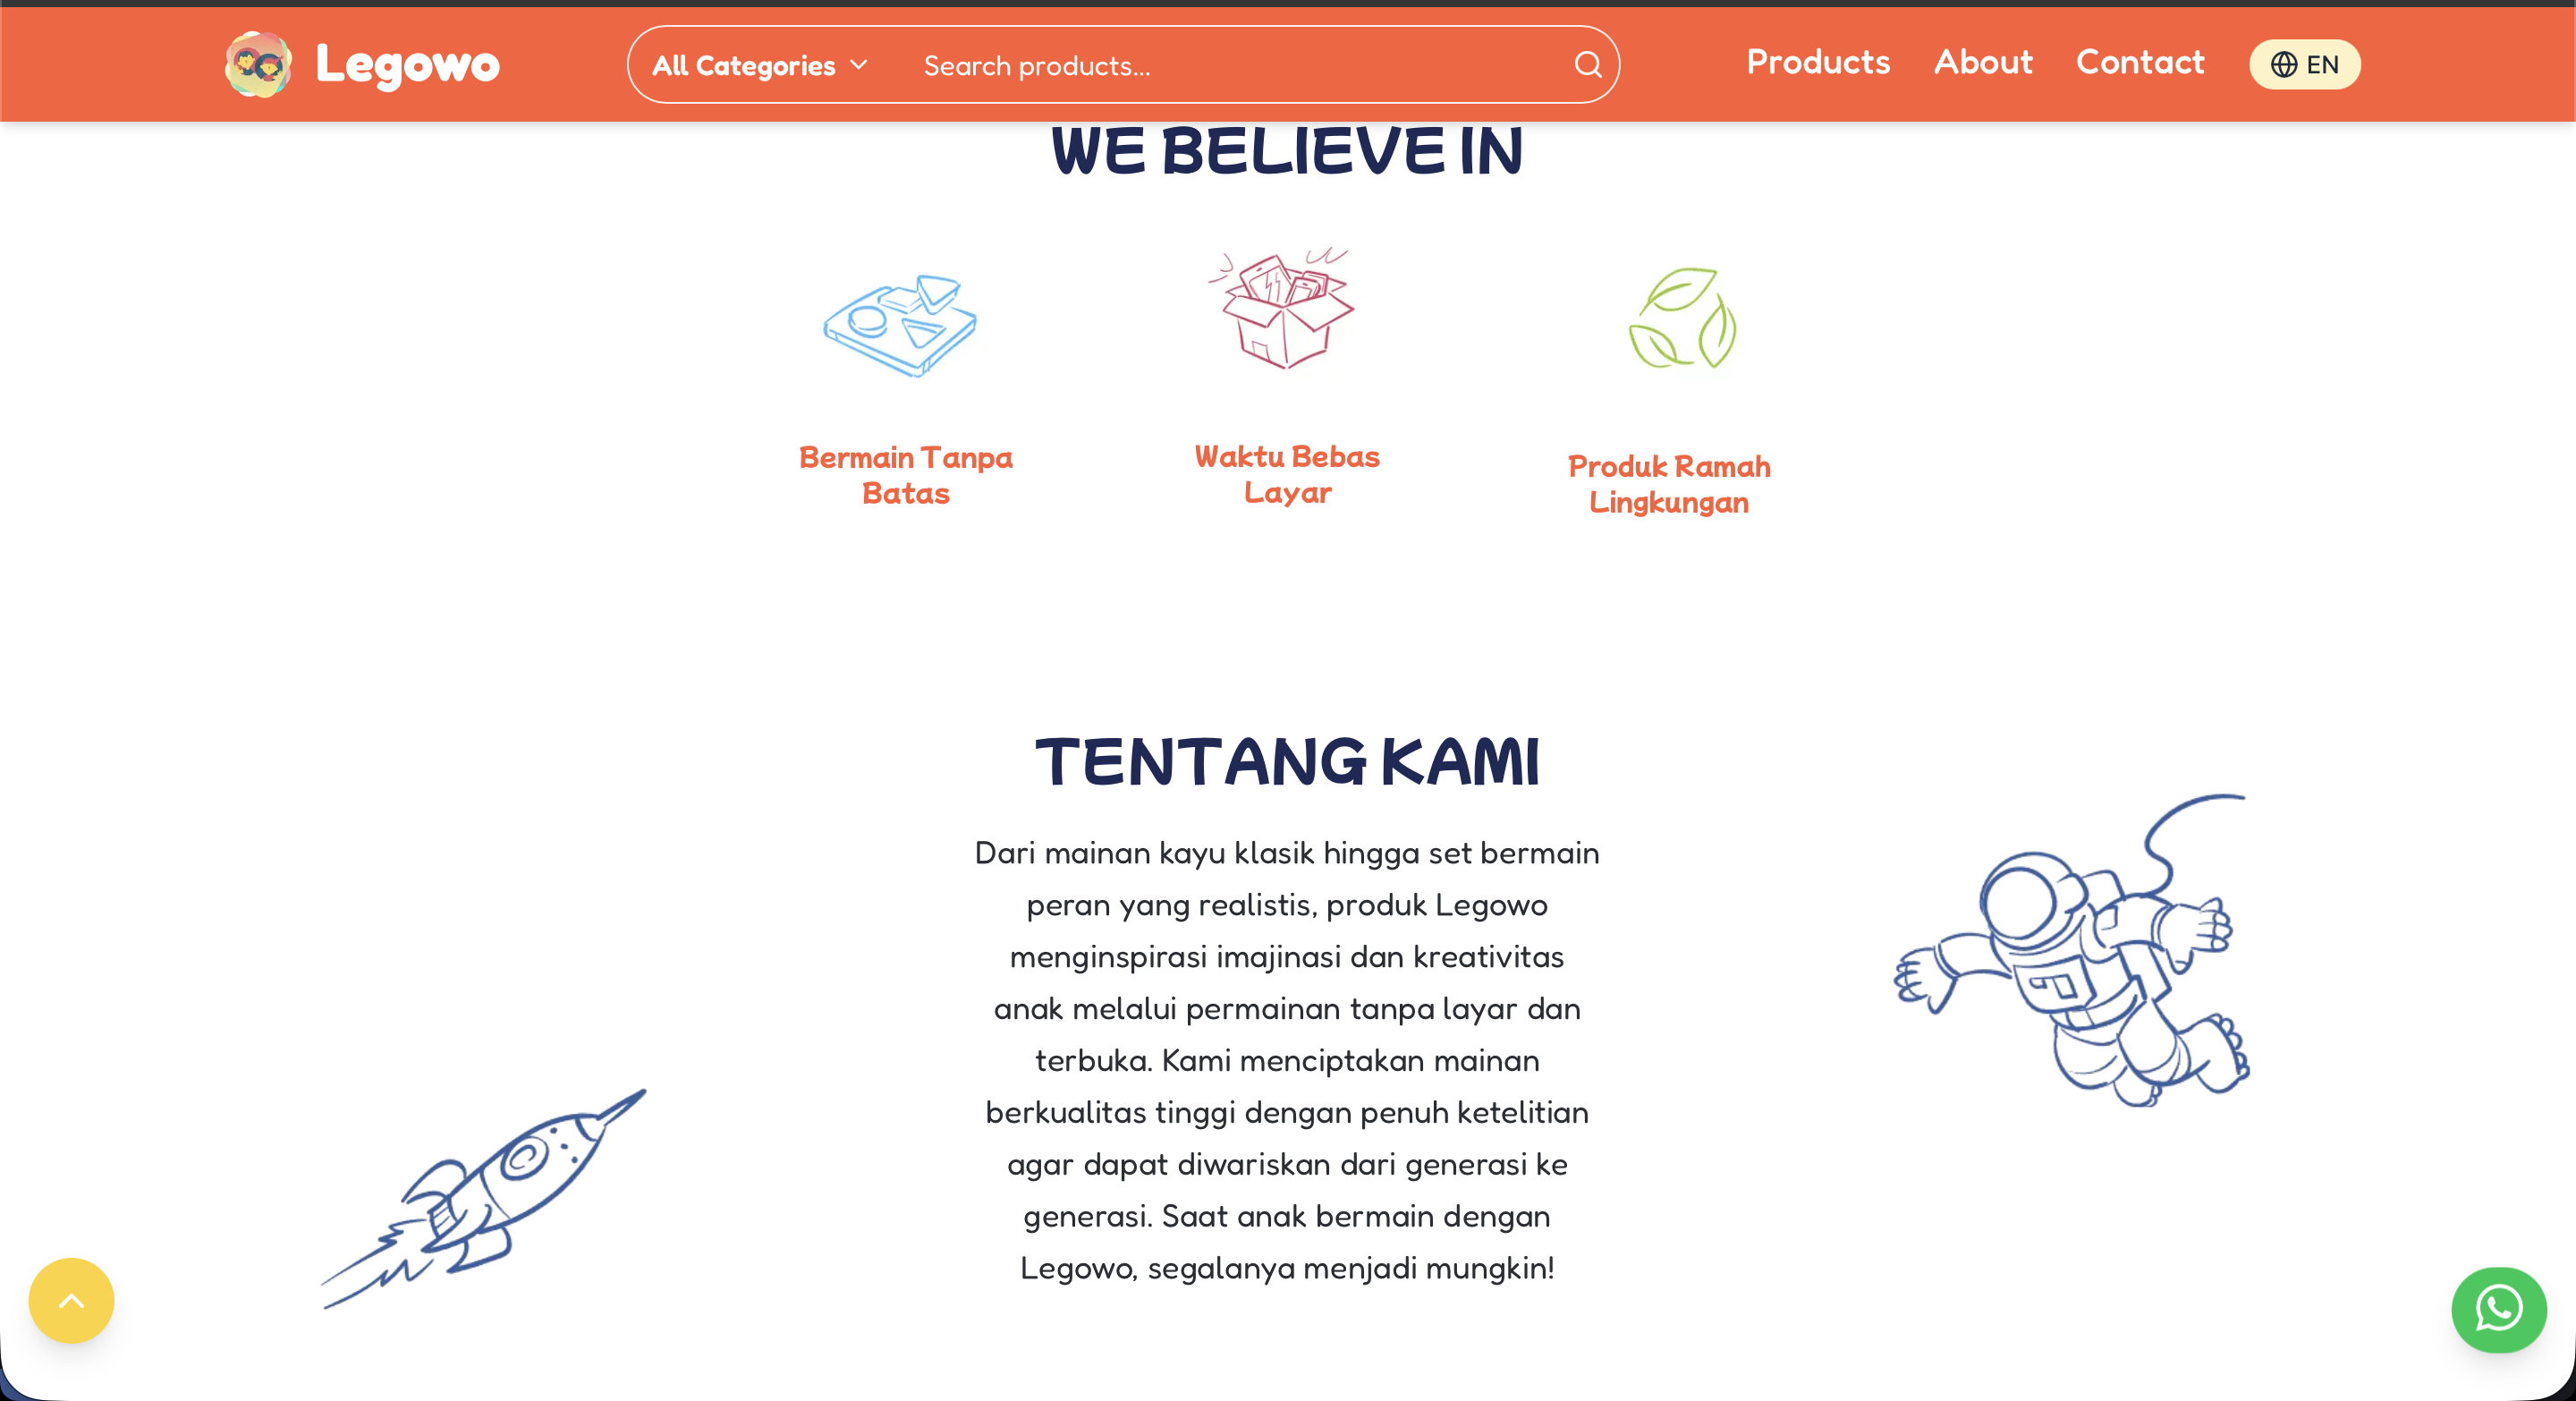 Legowo
All Categories
Search products...
Products
About
Contact
EN
WE BELIEVE IN
Bermain Tanpa
Batas
Waktu Bebas
Layar
Produk Ramah
Lingkungan
TENTANG KAMI
Dari mainan kayu klasik hingga set bermain
peran yang realistis, produk Legowo
menginspirasi imajinasi dan kreativitas
anak melalui permainan tanpa layar dan
terbuka. Kami menciptakan mainan
berkualitas tinggi dengan penuh ketelitian
agar dapat diwariskan dari generasi ke
generasi. Saat anak bermain dengan
Legowo, segalanya menjadi mungkin!